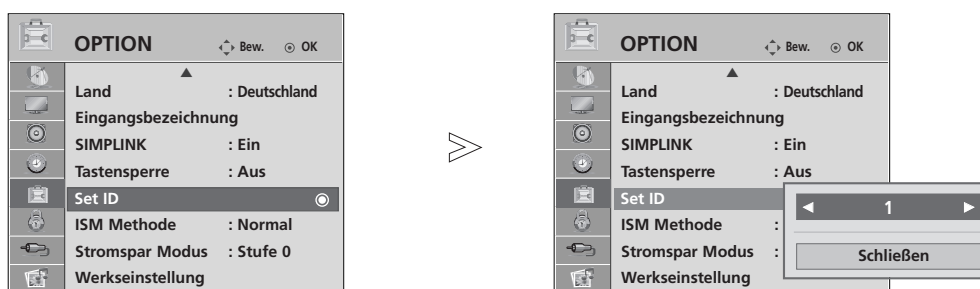 OPTION Bew. OK
Land : Deutschland
Eingangsbezeichnung
SIMPLINK : Ein
Tastensperre : Aus
Set ID
ISM Methode : Normal
Stromspar Modus : Stufe 0
Werkseinstellung
OPTION Bew. OK
Land : Deutschland
Eingangsbezeichnung
SIMPLINK : Ein
Tastensperre : Aus
Set ID
ISM Methode :
Stromspar Modus :
Werkseinstellung
1
Schließen